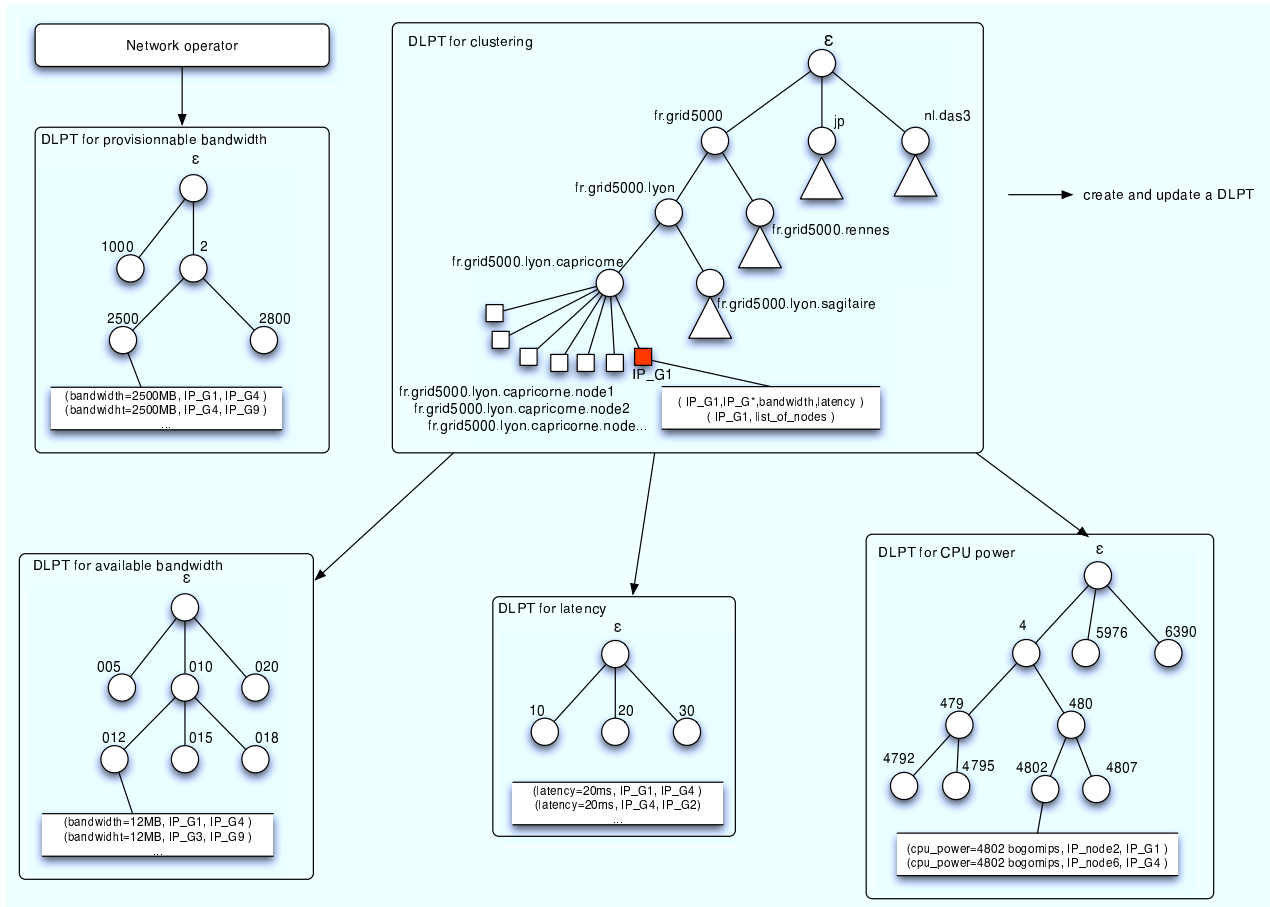 Network operator
DLPT for provisionnable bandwidth
ε
1000
2
2500
2800
(bandwidth=2500MB, IP_G1, IP_G4 )
(bandwidht=2500MB, IP_G4, IP_G9 )
...
DLPT for clustering
ε
fr.grid5000
jp
nl.das3
fr.grid5000.lyon
fr.grid5000.rennes
fr.grid5000.lyon.capricorne
fr.grid5000.lyon.sagitaire
IP_G1
fr.grid5000.lyon.capricorne.node1
fr.grid5000.lyon.capricorne.node2
fr.grid5000.lyon.capricorne.node...
( IP_G1,IP_G*,bandwidth,latency )
( IP_G1, list_of_nodes )
create and update a DLPT
DLPT for available bandwidth
ε
005
010
020
012
015
018
(bandwidth=12MB, IP_G1, IP_G4 )
(bandwidht=12MB, IP_G3, IP_G9 )
...
DLPT for latency
ε
10
20
30
(latency=20ms, IP_G1, IP_G4 )
(latency=20ms, IP_G4, IP_G2)
...
DLPT for CPU power
ε
4
5976
6390
479
480
4792
4795
4802
4807
(cpu_power=4802 bogomips, IP_node2, IP_G1 )
(cpu_power=4802 bogomips, IP_node6, IP_G4 )